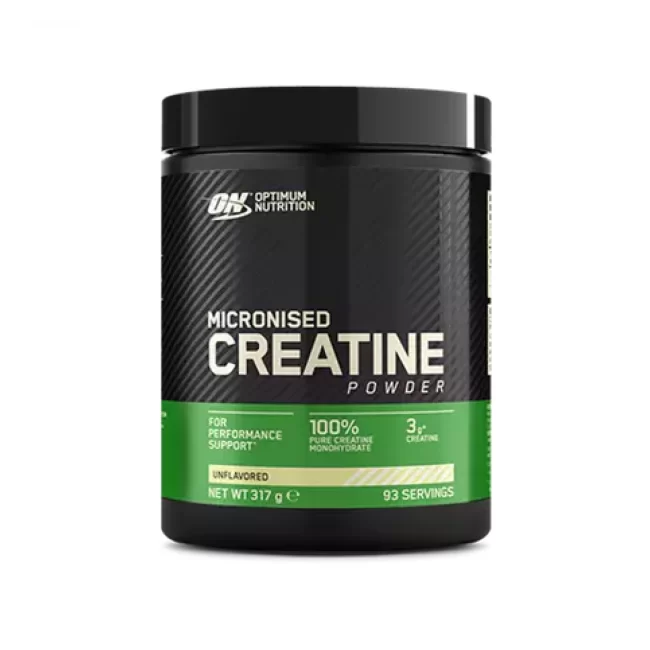 ON OPTIMUM
NUTRITION
MICRONISED
CREATINE
POWDER
FOR
PERFORMANCE
SUPPORT*
100%
PURE CREATINE
MONOHYDRATE
3g*
CREATINE
UNFLAVORED
NET WT 317 g ℮
93 SERVINGS